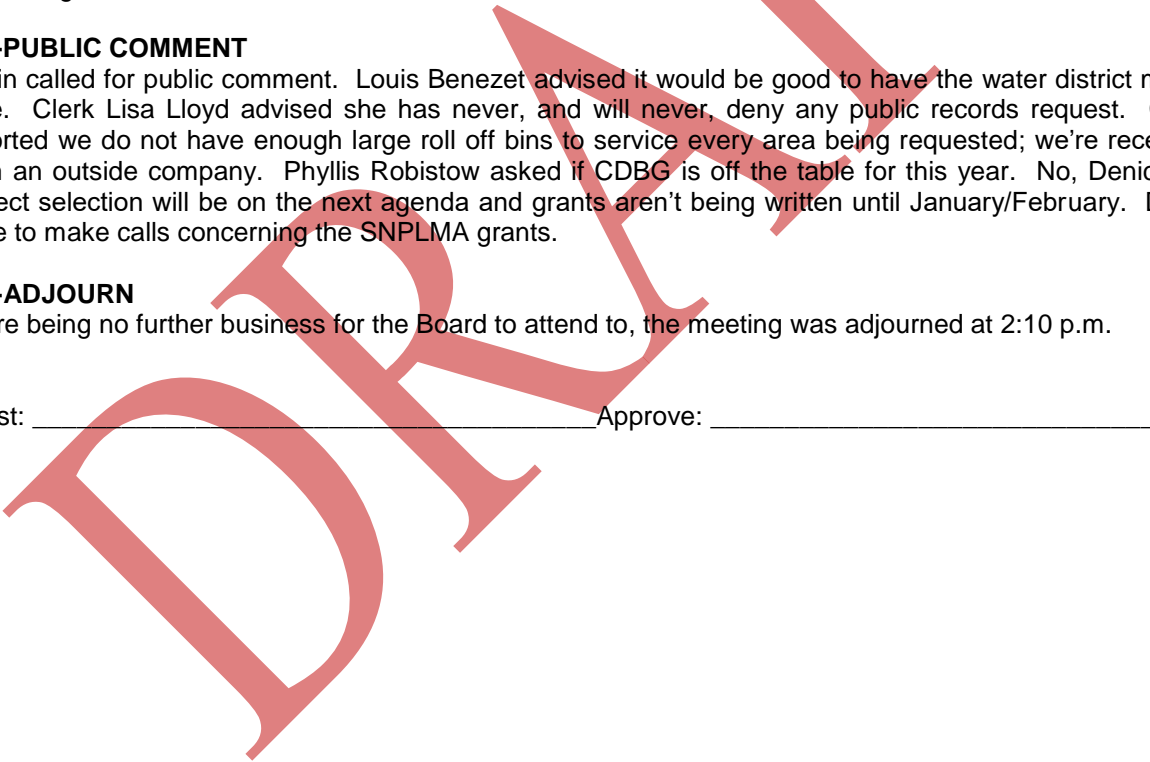 -PUBLIC COMMENT
in called for public comment. Louis Benezet advised it would be good to have the water district
e. Clerk Lisa Lloyd advised she has never, and will never, deny any public records request.
orted we do not have enough large roll off bins to service every area being requested; we're rece
an outside company. Phyllis Robistow asked if CDBG is off the table for this year. No, Denic
ect selection will be on the next agenda and grants aren't being written until January/February.
e to make calls concerning the SNPLMA grants.
-ADJOURN
re being no further business for the Board to attend to, the meeting was adjourned at 2:10 p.m.
st: ______________________________________Approve: ______________________________
DRAF